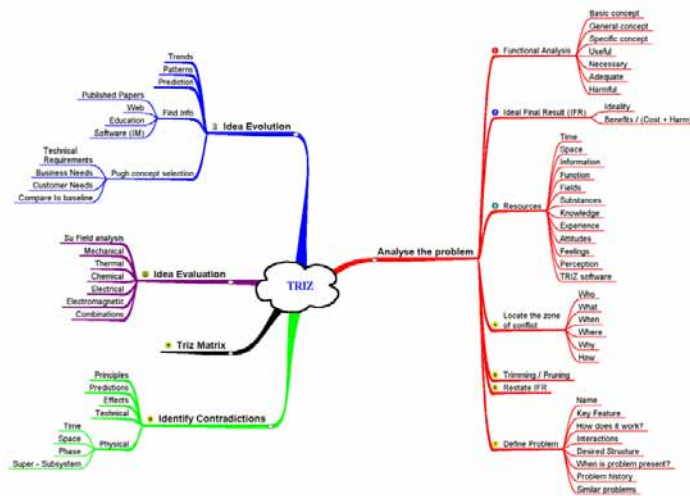 TRIZ
Idea Evolution
Trends
Patterns
Prediction
Find Info
Published Papers
Web
Education
Software (IM)
Pugh concept selection
Technical
Requirements
Business Needs
Customer Needs
Compare to baseline
Idea Evaluation
Su Field analysis
Mechanical
Thermal
Chemical
Electrical
Electromagnetic
Combinations
Triz Matrix
Identify Contradictions
Principles
Predictions
Effects
Technical
Physical
Time
Space
Phase
Super - Subsystem
Analyse the problem
Functional Analysis
Basic concept
General concept
Specific concept
Useful
Necessary
Adequate
Harmful
Ideal Final Result (IFR)
Ideality
Benefits / (Cost + Harm)
Resources
Time
Space
Information
Function
Fields
Substances
Knowledge
Experience
Attitudes
Feelings
Perception
TRIZ software
Locate the zone
of conflict
Who
What
When
Where
Why
How
Trimming / Pruning
Restate IFR
Define Problem
Name
Key Feature
How does it work?
Interactions
Desired Structure
When is problem present?
Problem history
Similar problems